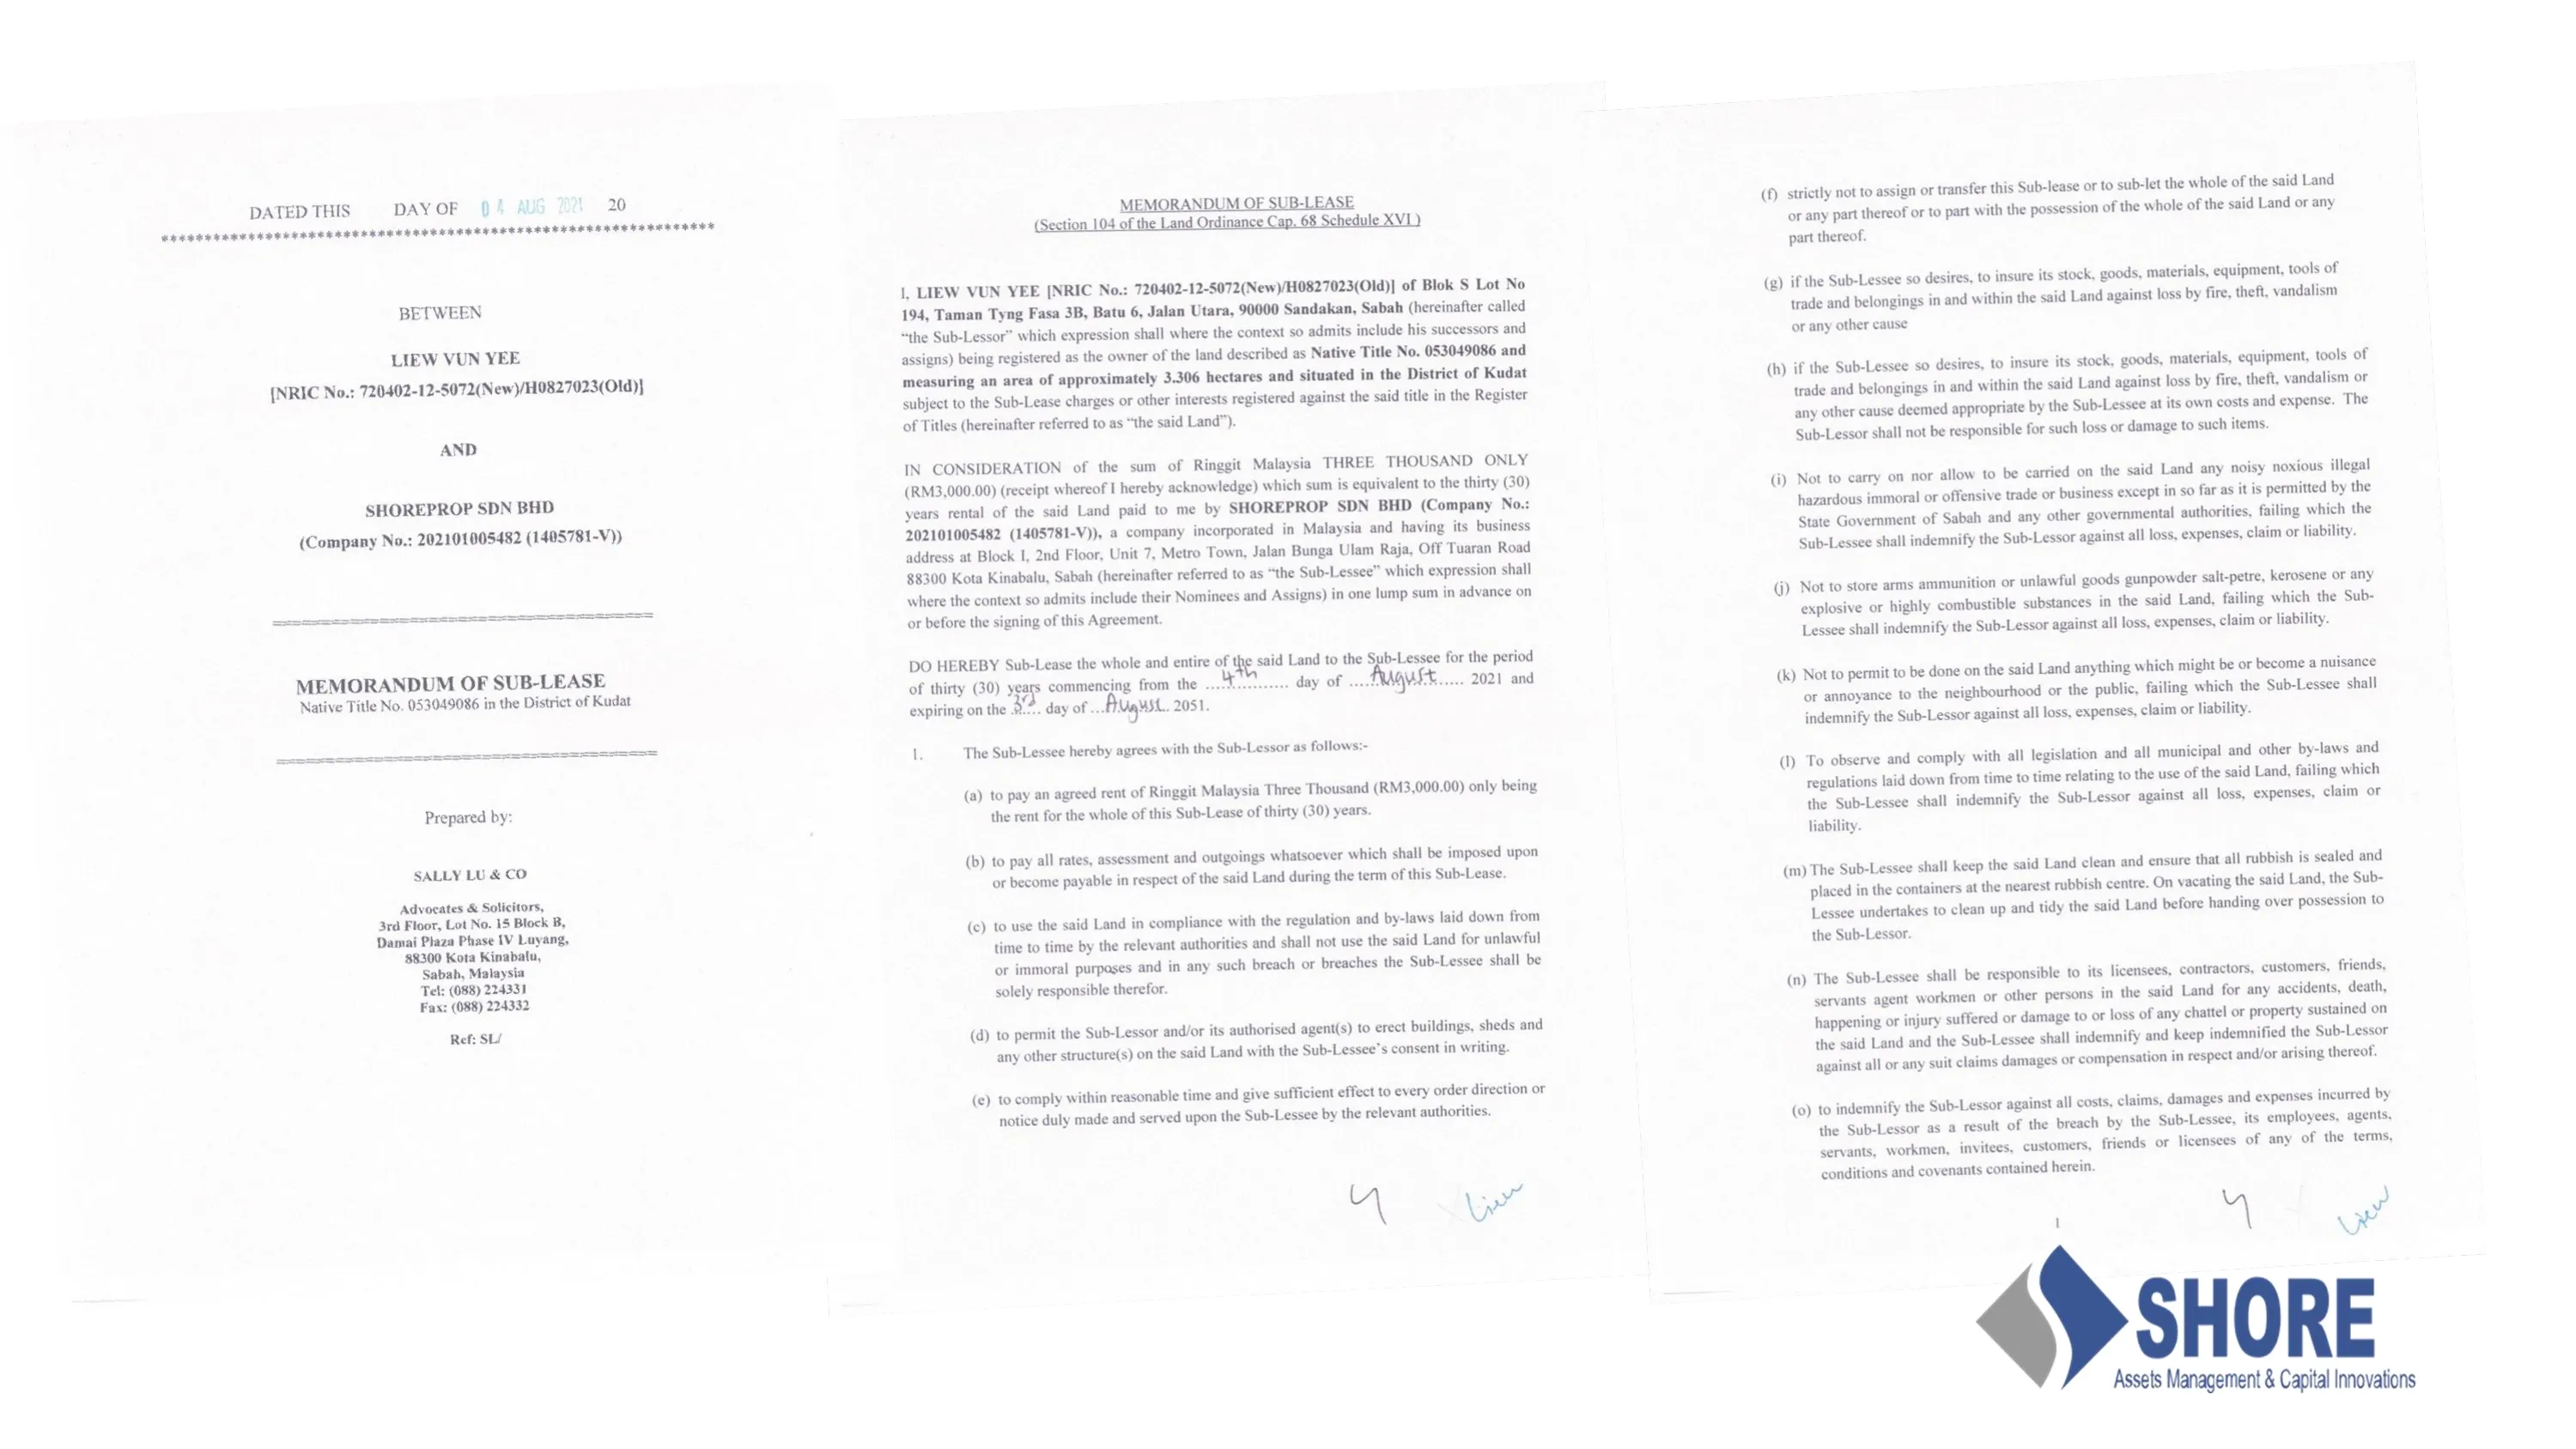 DATED THIS DAY OF 04 AUG 2021 20
************************************************************
BETWEEN
LIEW VUN YEE
[NRIC No.: 720402-12-5072(New)/H0827023(Old)]
AND
SHOREPROP SDN BHD
(Company No.: 202101005482 (1405781-V))
MEMORANDUM OF SUB-LEASE
Native Title No. 053049086 in the District of Kudat
Prepared by:
SALLY LU & CO
Advocates & Solicitors,
3rd Floor, Lot No. 15 Block B,
Damai Plaza Phase IV Luyang,
88300 Kota Kinabalu,
Sabah, Malaysia
Tel: (088) 224331
Fax: (088) 224332
Ref: SL/
MEMORANDUM OF SUB-LEASE
(Section 104 of the Land Ordinance Cap. 68 Schedule XVI )
I, LIEW VUN YEE [NRIC No.: 720402-12-5072(New)/H0827023(Old)] of Blok S Lot No
194, Taman Tyng Fasa 3B, Batu 6, Jalan Utara, 90000 Sandakan, Sabah (hereinafter called
“the Sub-Lessor” which expression shall where the context so admits include his successors and
assigns) being registered as the owner of the land described as Native Title No. 053049086 and
measuring an area of approximately 3.306 hectares and situated in the District of Kudat
subject to the Sub-Lease charges or other interests registered against the said title in the Register
of Titles (hereinafter referred to as “the said Land”).
IN CONSIDERATION of the sum of Ringgit Malaysia THREE THOUSAND ONLY
(RM3,000.00) (receipt whereof I hereby acknowledge) which sum is equivalent to the thirty (30)
years rental of the said Land paid to me by SHOREPROP SDN BHD (Company No.:
202101005482 (1405781-V)), a company incorporated in Malaysia and having its business
address at Block I, 2nd Floor, Unit 7, Metro Town, Jalan Bunga Ulam Raja, Off Tuaran Road
88300 Kota Kinabalu, Sabah (hereinafter referred to as “the Sub-Lessee” which expression shall
where the context so admits include their Nominees and Assigns) in one lump sum in advance on
or before the signing of this Agreement.
DO HEREBY Sub-Lease the whole and entire of the said Land to the Sub-Lessee for the period
of thirty (30) years commencing from the 4th day of August 2021 and
expiring on the 3rd day of August 2051.
1. The Sub-Lessee hereby agrees with the Sub-Lessor as follows:-
(a) to pay an agreed rent of Ringgit Malaysia Three Thousand (RM3,000.00) only being
the rent for the whole of this Sub-Lease of thirty (30) years.
(b) to pay all rates, assessment and outgoings whatsoever which shall be imposed upon
or become payable in respect of the said Land during the term of this Sub-Lease.
(c) to use the said Land in compliance with the regulation and by-laws laid down from
time to time by the relevant authorities and shall not use the said Land for unlawful
or immoral purposes and in any such breach or breaches the Sub-Lessee shall be
solely responsible therefor.
(d) to permit the Sub-Lessor and/or its authorised agent(s) to erect buildings, sheds and
any other structure(s) on the said Land with the Sub-Lessee’s consent in writing.
(e) to comply within reasonable time and give sufficient effect to every order direction or
notice duly made and served upon the Sub-Lessee by the relevant authorities.
Liew
(f) strictly not to assign or transfer this Sub-lease or to sub-let the whole of the said Land
or any part thereof or to part with the possession of the whole of the said Land or any
part thereof.
(g) if the Sub-Lessee so desires, to insure its stock, goods, materials, equipment, tools of
trade and belongings in and within the said Land against loss by fire, theft, vandalism
or any other cause
(h) if the Sub-Lessee so desires, to insure its stock, goods, materials, equipment, tools of
trade and belongings in and within the said Land against loss by fire, theft, vandalism or
any other cause deemed appropriate by the Sub-Lessee at its own costs and expense. The
Sub-Lessor shall not be responsible for such loss or damage to such items.
(i) Not to carry on nor allow to be carried on the said Land any noisy noxious illegal
hazardous immoral or offensive trade or business except in so far as it is permitted by the
State Government of Sabah and any other governmental authorities, failing which the
Sub-Lessee shall indemnify the Sub-Lessor against all loss, expenses, claim or liability.
(j) Not to store arms ammunition or unlawful goods gunpowder salt-petre, kerosene or any
explosive or highly combustible substances in the said Land, failing which the Sub-
Lessee shall indemnify the Sub-Lessor against all loss, expenses, claim or liability.
(k) Not to permit to be done on the said Land anything which might be or become a nuisance
or annoyance to the neighbourhood or the public, failing which the Sub-Lessee shall
indemnify the Sub-Lessor against all loss, expenses, claim or liability.
(l) To observe and comply with all legislation and all municipal and other by-laws and
regulations laid down from time to time relating to the use of the said Land, failing which
the Sub-Lessee shall indemnify the Sub-Lessor against all loss, expenses, claim or
liability.
(m) The Sub-Lessee shall keep the said Land clean and ensure that all rubbish is sealed and
placed in the containers at the nearest rubbish centre. On vacating the said Land, the Sub-
Lessee undertakes to clean up and tidy the said Land before handing over possession to
the Sub-Lessor.
(n) The Sub-Lessee shall be responsible to its licensees, contractors, customers, friends,
servants agent workmen or other persons in the said Land for any accidents, death,
happening or injury suffered or damage to or loss of any chattel or property sustained on
the said Land and the Sub-Lessee shall indemnify and keep indemnified the Sub-Lessor
against all or any suit claims damages or compensation in respect and/or arising thereof.
(o) to indemnify the Sub-Lessor against all costs, claims, damages and expenses incurred by
the Sub-Lessor as a result of the breach by the Sub-Lessee, its employees, agents,
servants, workmen, invitees, customers, friends or licensees of any of the terms,
conditions and covenants contained herein.
1
Liew
SHORE
Assets Management & Capital Innovations